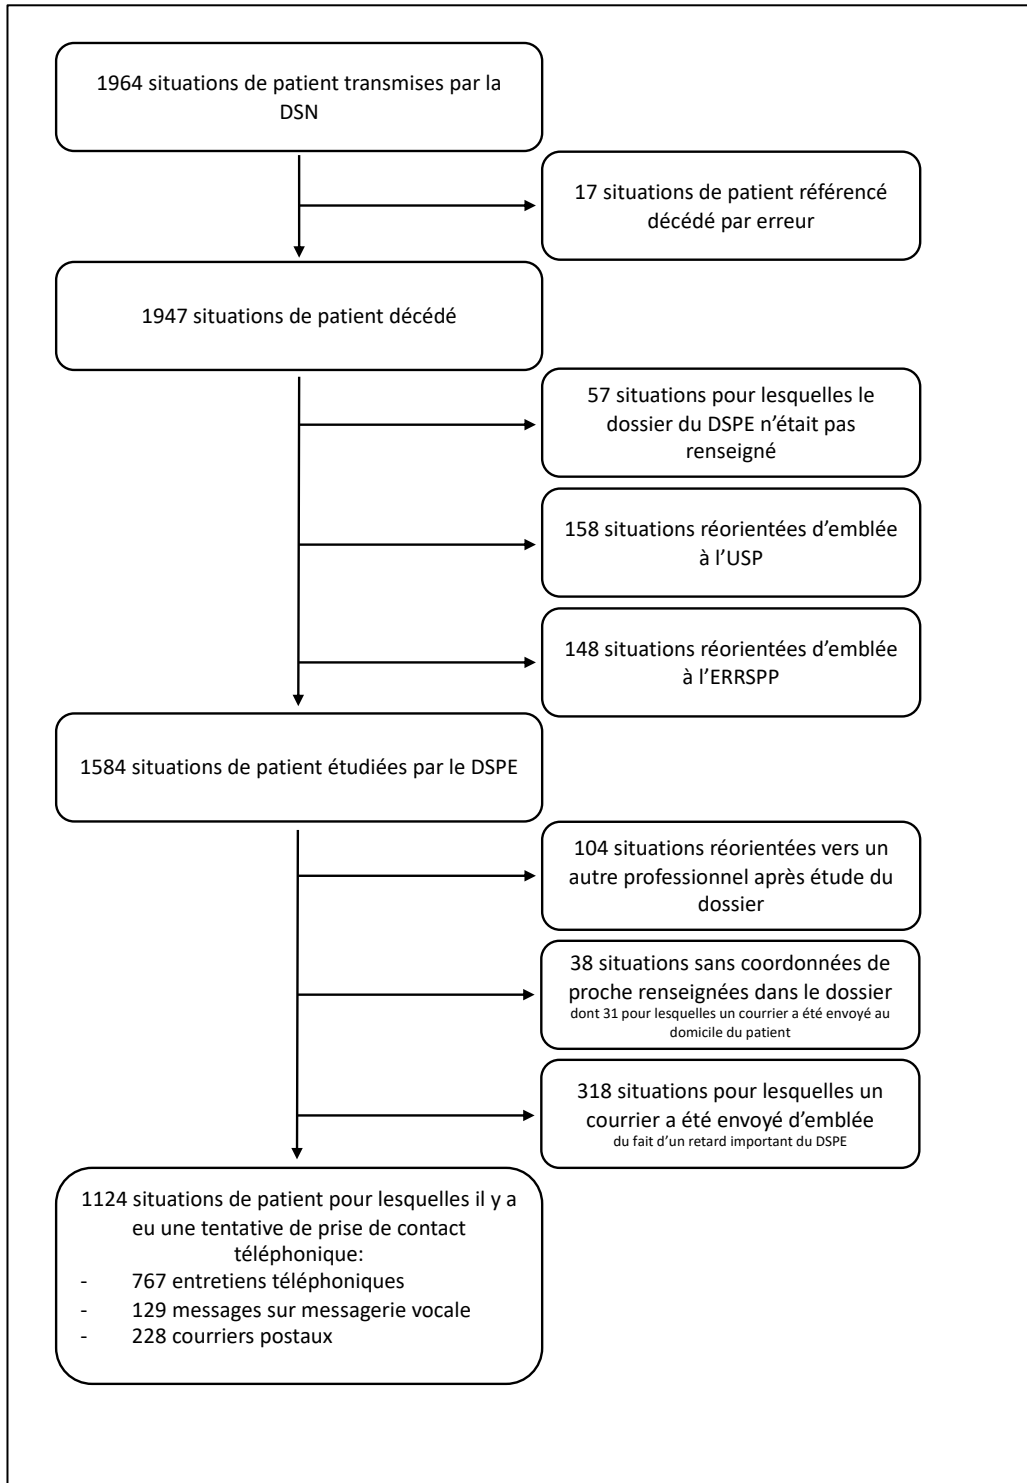 1964 situations de patient transmises par la
DSN
17 situations de patient référencé
décédé par erreur
1947 situations de patient décédé
57 situations pour lesquelles le
dossier du DSPE n’était pas
renseigné
158 situations réorientées d’emblée
à l’USP
148 situations réorientées d’emblée
à l’ERRSPP
1584 situations de patient étudiées par le DSPE
104 situations réorientées vers un
autre professionnel après étude du
dossier
38 situations sans coordonnées de
proche renseignées dans le dossier
dont 31 pour lesquelles un courrier a été envoyé au
domicile du patient
318 situations pour lesquelles un
courrier a été envoyé d’emblée
du fait d’un retard important du DSPE
1124 situations de patient pour lesquelles il y a
eu une tentative de prise de contact
téléphonique:
- 767 entretiens téléphoniques
- 129 messages sur messagerie vocale
- 228 courriers postaux